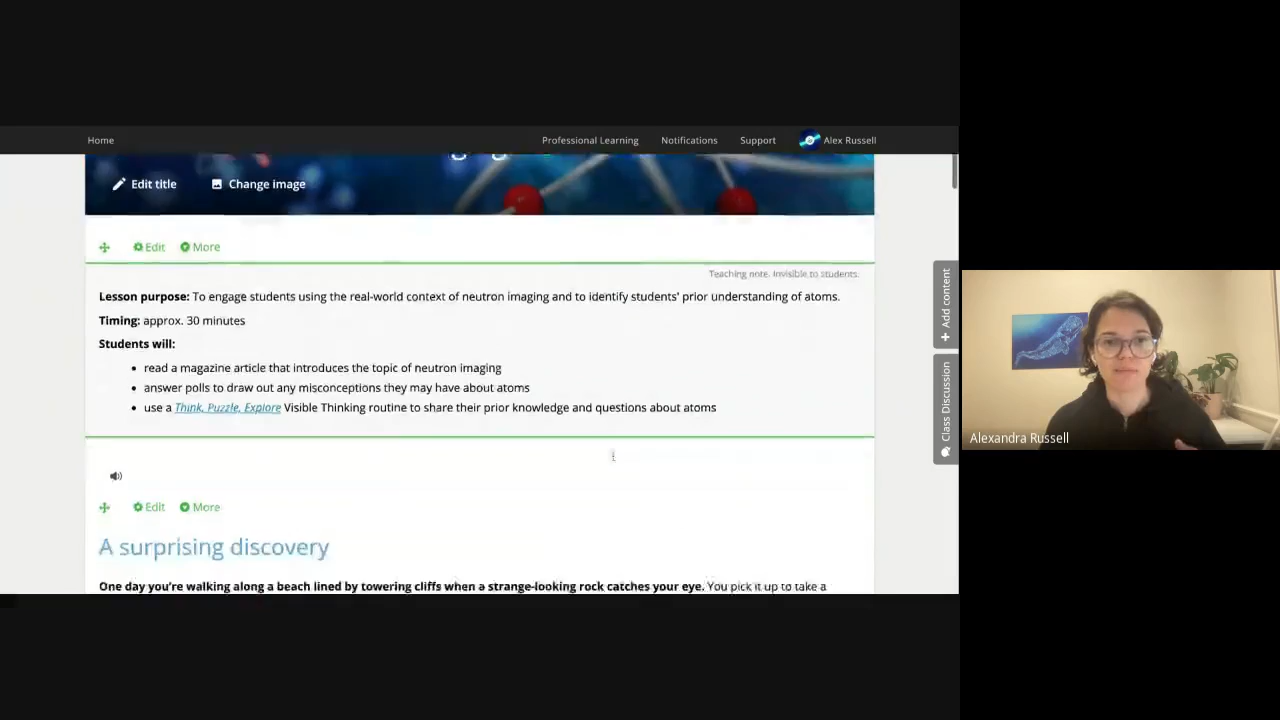 Home
Professional Learning
Notifications
Support
Alex Russell
Edit title
Change image
Edit
More
Teaching note. Invisible to students.
Lesson purpose: To engage students using the real-world context of neutron imaging and to identify students' prior understanding of atoms.
Timing: approx. 30 minutes
Students will:
• read a magazine article that introduces the topic of neutron imaging
• answer polls to draw out any misconceptions they may have about atoms
• use a Think, Puzzle, Explore Visible Thinking routine to share their prior knowledge and questions about atoms
Edit
More
A surprising discovery
One day you're walking along a beach lined by towering cliffs when a strange-looking rock catches your eye. You pick it up to take a
+ Add content
Class Discussion
Alexandra Russell